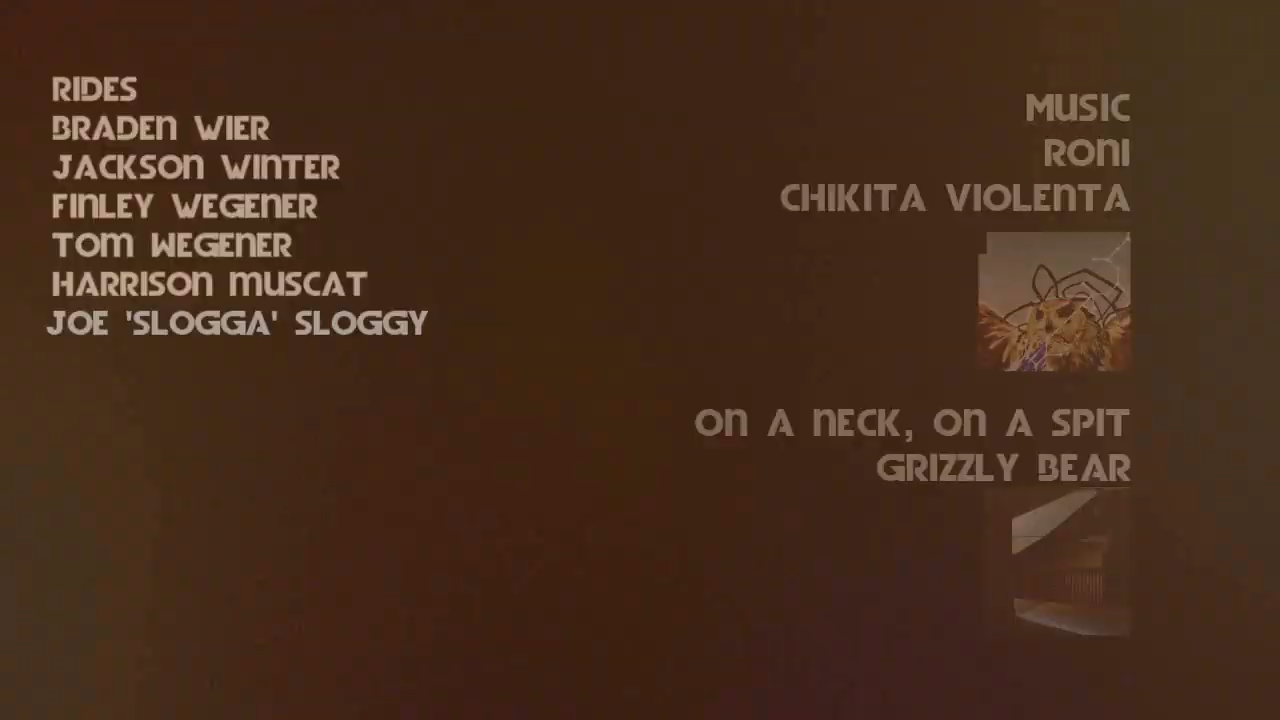 RIDES
BRADEN WIER
JACKSON WINTER
FINLEY WEGENER
TOM WEGENER
HARRISON MUSCAT
JOE 'SLOGGA' SLOGGY
MUSIC
RONI
CHIKITA VIOLENTA
ON A NECK, ON A SPIT
GRIZZLY BEAR